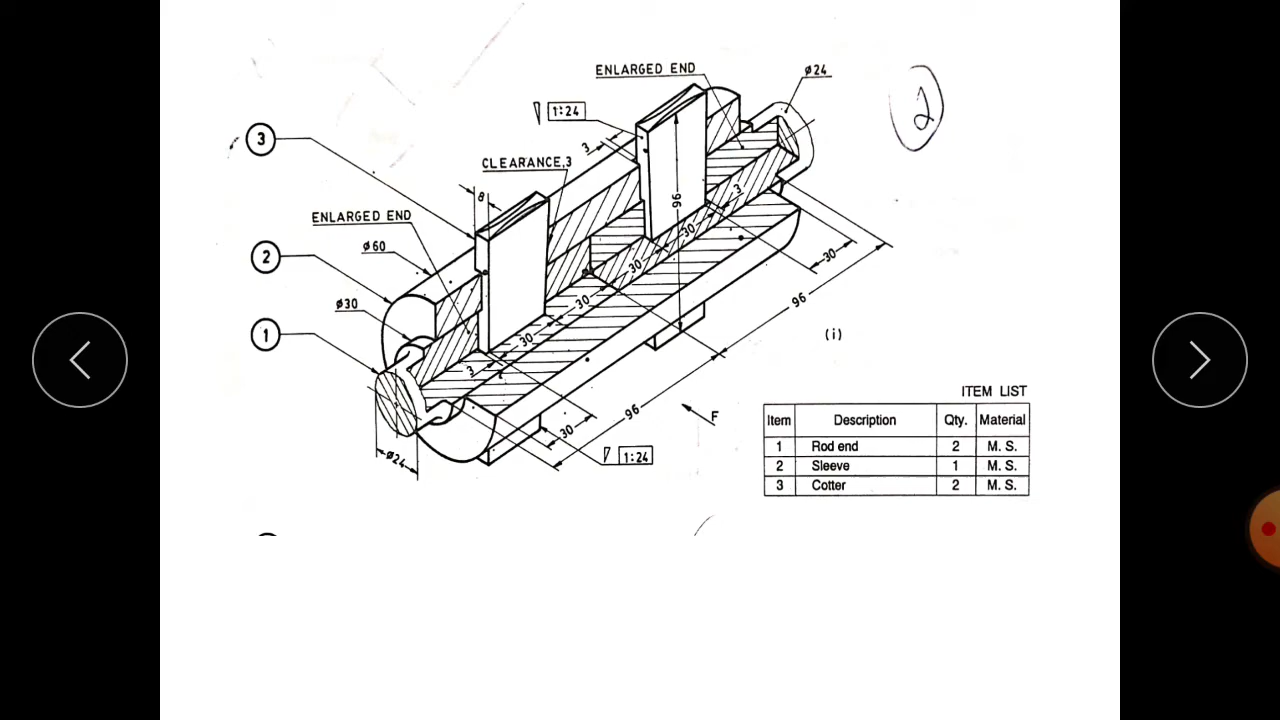 ENLARGED END
ø24
2
1:24
3
3
CLEARANCE,3
8
96
3
ENLARGED END
30
2
ø60
30
30
ø30
30
96
1
30
(i)
3
ITEM LIST
96
F
30
1:24
ø24
Item Description Qty. Material
1 Rod end 2 M. S.
2 Sleeve 1 M. S.
3 Cotter 2 M. S.